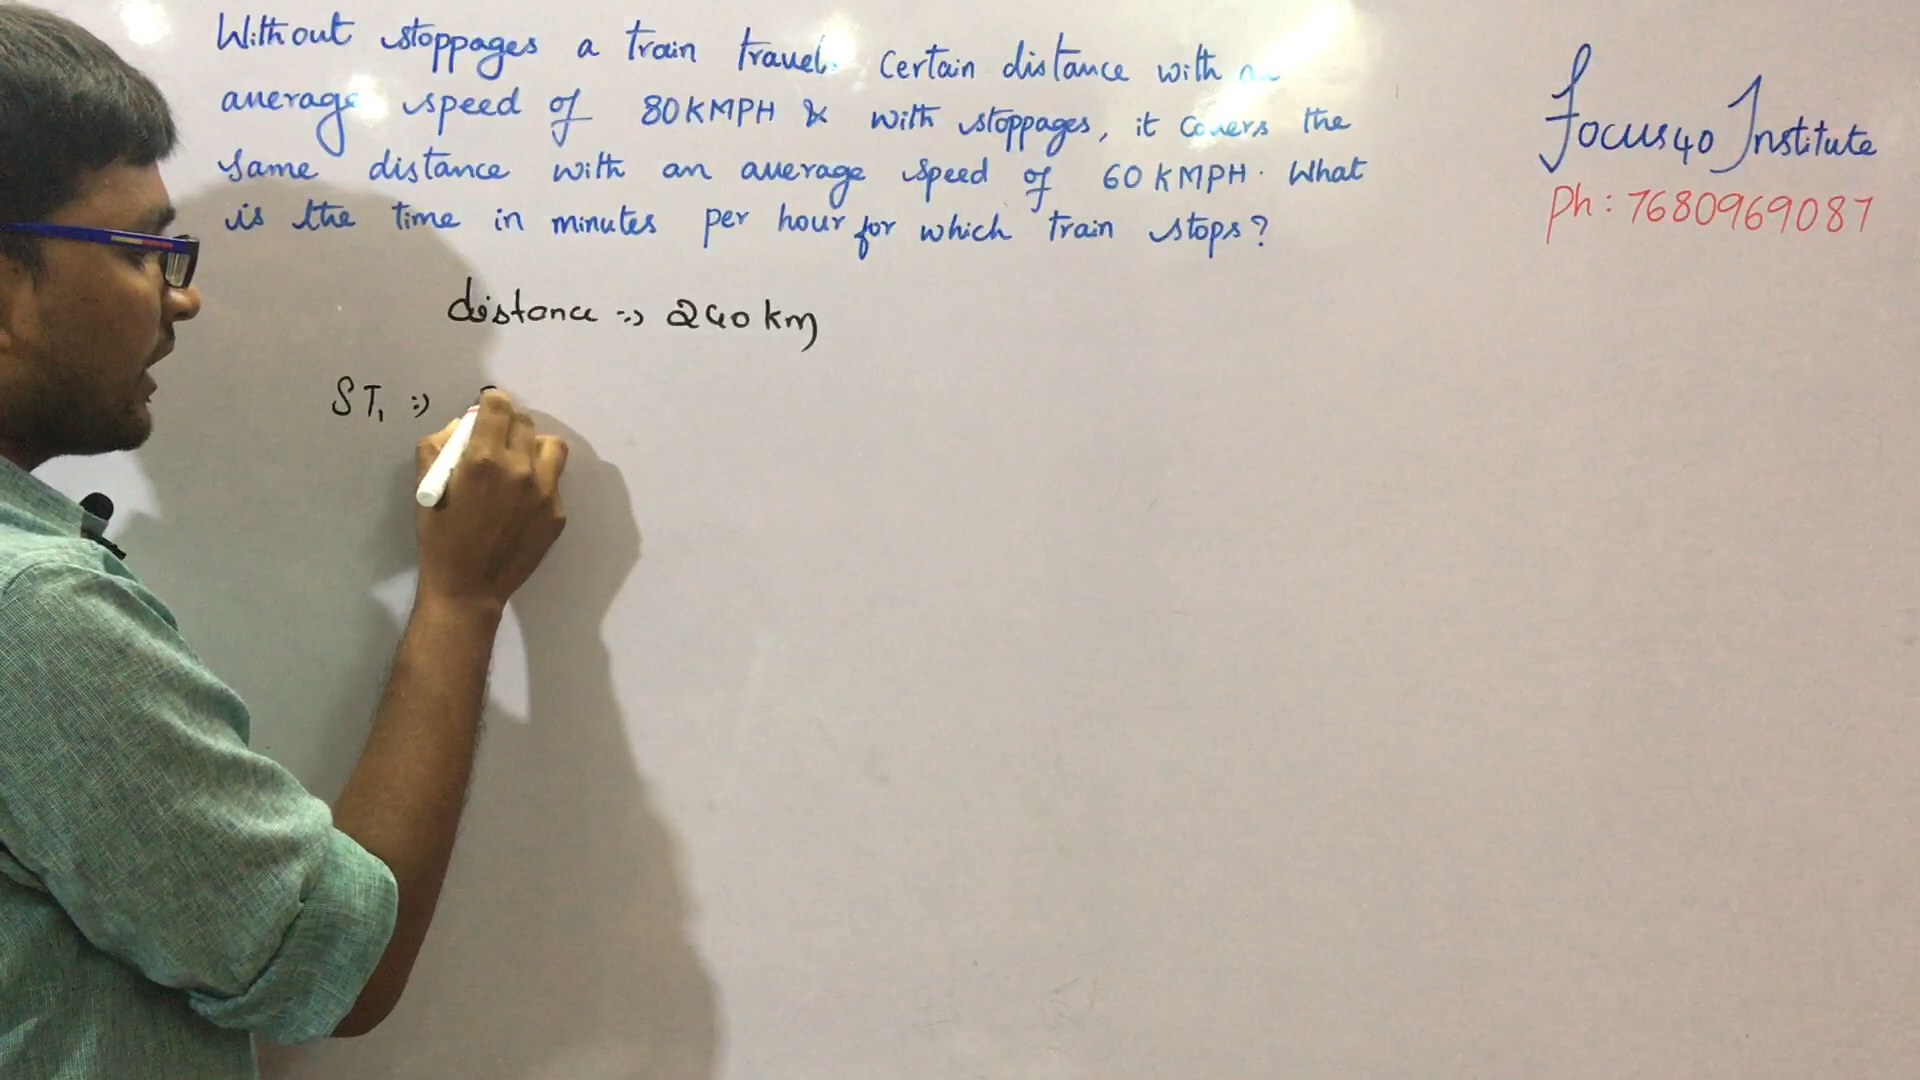 Without stoppages a train travel certain distance with
average speed of 80 KMPH & with stoppages, it covers the
same distance with an average speed of 60 KMPH. What
is the time in minutes per hour for which train stops?
Focus40 Institute
Ph: 7680969087
distance => 240 km
ST₁ =>